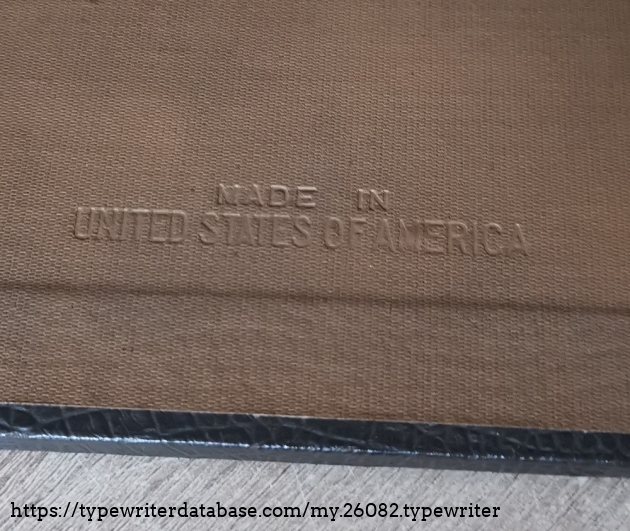 MADE IN
UNITED STATES OF AMERICA
https://typewriterdatabase.com/my.26082.typewriter